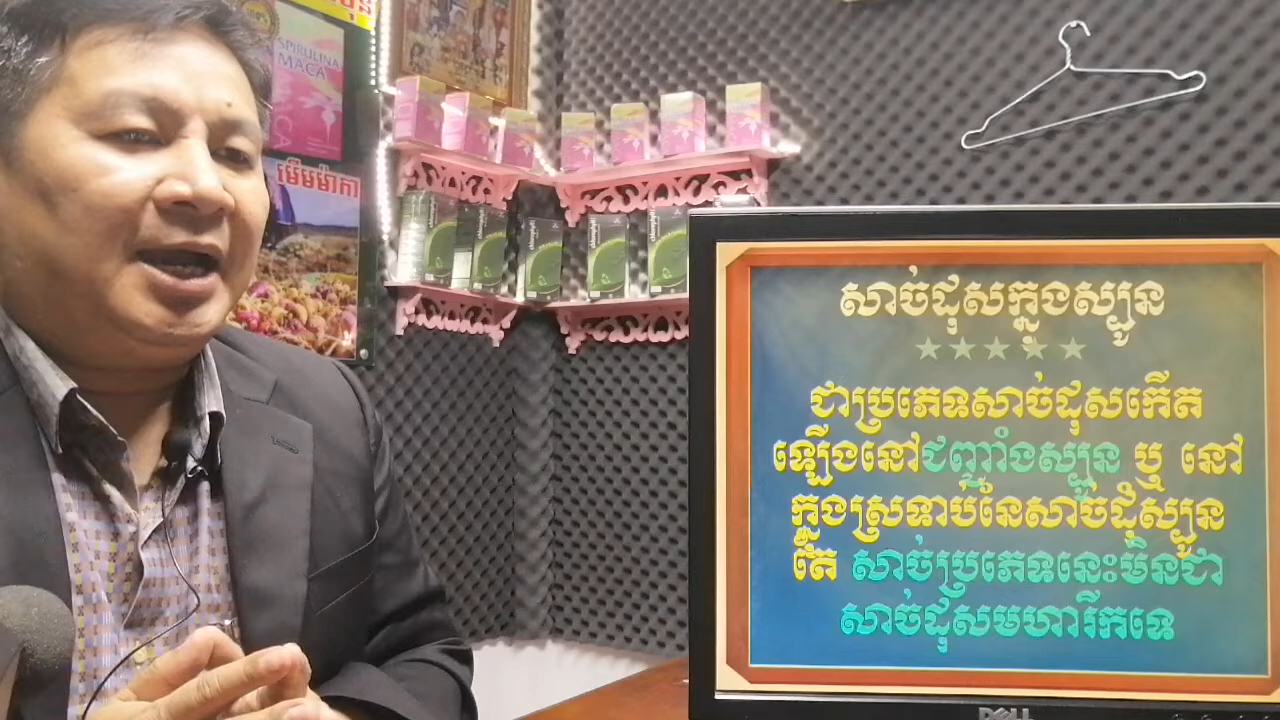 SPIRULINA
MACA
មើមម៉ាកា
សាច់ដុសក្នុងស្បូន
ជាប្រភេទសាច់ដុសកើត
ឡើងនៅជញ្ជាំងស្បូន ឬ នៅ
ក្នុងស្រទាប់នៃសាច់ដុំស្បូន
តែ សាច់ប្រភេទនេះមិនជា
សាច់ដុសមហារីកទេ
DELL